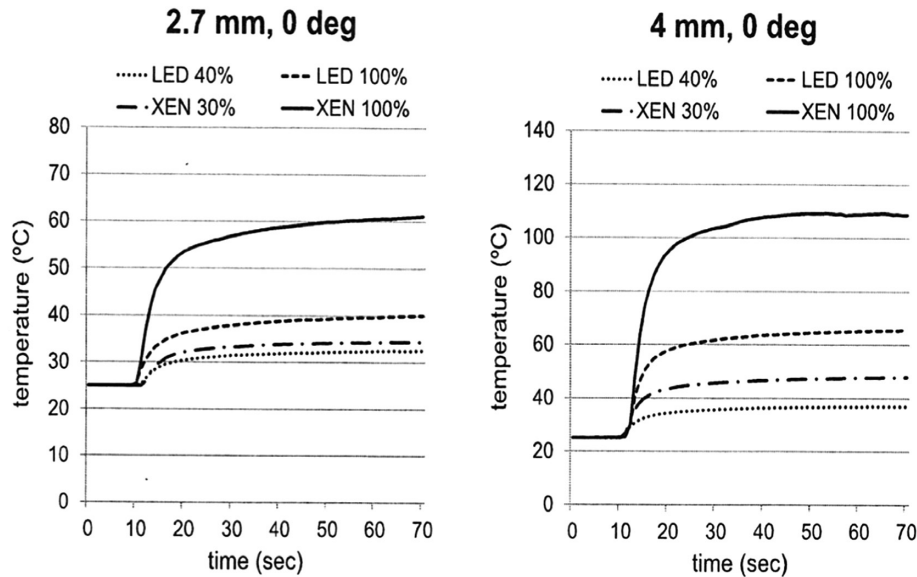 2.7 mm, 0 deg
LED 40%
LED 100%
XEN 30%
XEN 100%
80
70
60
50
40
30
20
10
0
temperature (ºC)
0 10 20 30 40 50 60 70
time (sec)
4 mm, 0 deg
LED 40%
LED 100%
XEN 30%
XEN 100%
140
120
100
80
60
40
20
0
temperature (ºC)
0 10 20 30 40 50 60 70
time (sec)